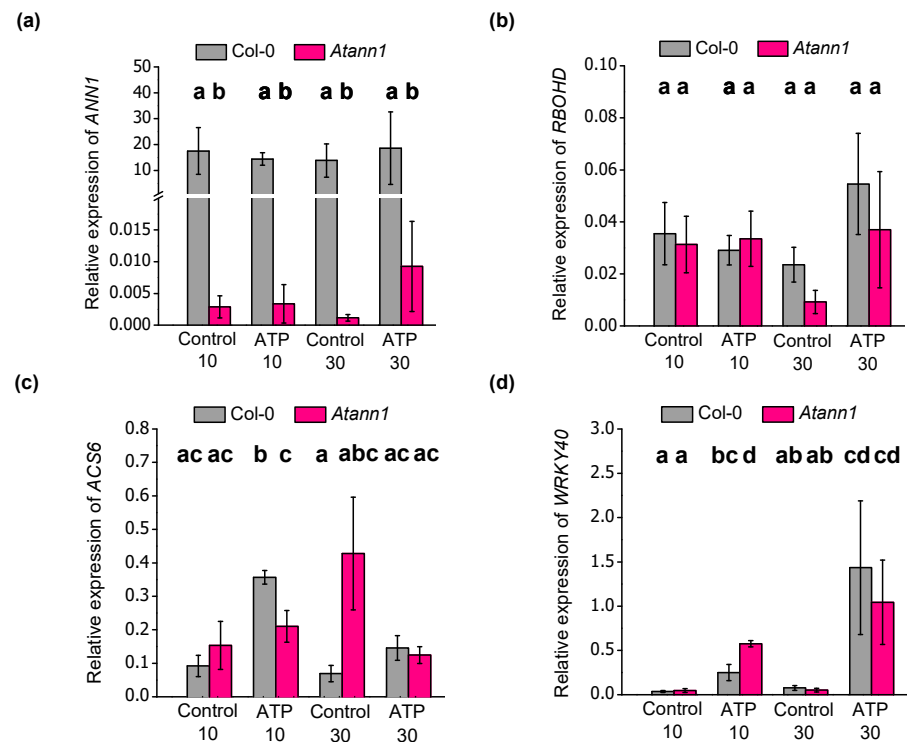 (a)
Col-0 Atann1
Relative expression of ANN1
50
40
30
20
10
0.015
0.010
0.005
0.000
a b a b a b a b
Control ATP Control ATP
10 10 30 30
(b)
Col-0 Atann1
Relative expression of RBOHD
0.10
0.08
0.06
0.04
0.02
0.00
a a a a a a a a
Control ATP Control ATP
10 10 30 30
(c)
Col-0 Atann1
Relative expression of ACS6
0.8
0.7
0.6
0.5
0.4
0.3
0.2
0.1
0.0
ac ac b c a abc ac ac
Control ATP Control ATP
10 10 30 30
(d)
Col-0 Atann1
Relative expression of WRKY40
3.0
2.5
2.0
1.5
1.0
0.5
0.0
a a bc d ab ab cd cd
Control ATP Control ATP
10 10 30 30